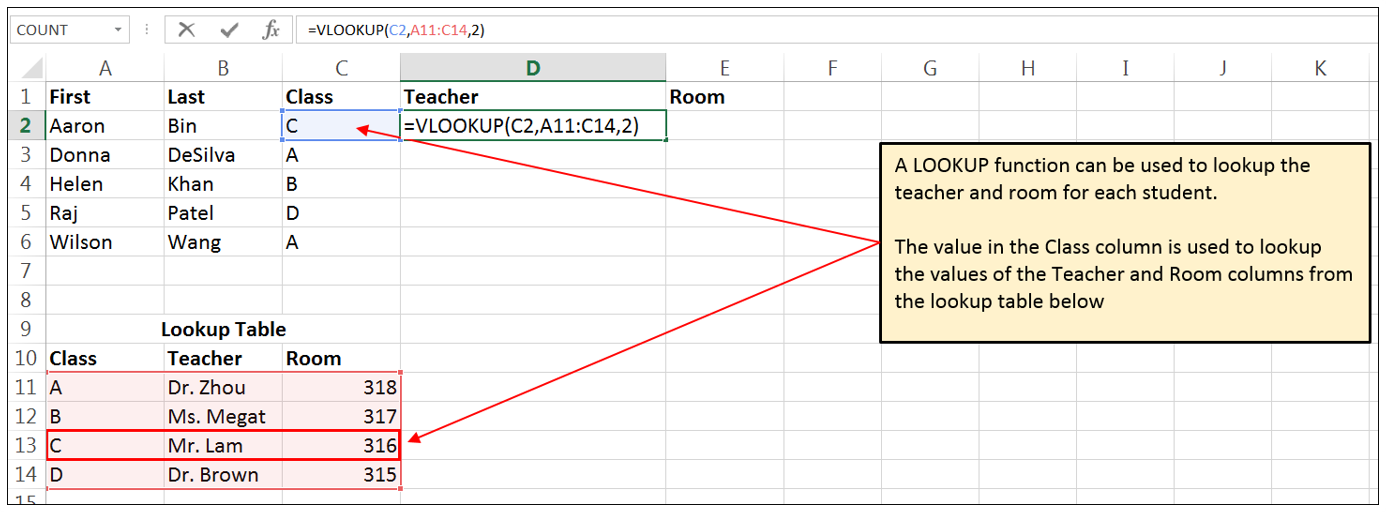 COUNT =VLOOKUP(C2,A11:C14,2)
A B C D E F G H I J K
1 First Last Class Teacher Room
2 Aaron Bin C =VLOOKUP(C2,A11:C14,2)
3 Donna DeSilva A
4 Helen Khan B
5 Raj Patel D
6 Wilson Wang A
7
8
9 Lookup Table
10 Class Teacher Room
11 A Dr. Zhou 318
12 B Ms. Megat 317
13 C Mr. Lam 316
14 D Dr. Brown 315
15
A LOOKUP function can be used to lookup the
teacher and room for each student.
The value in the Class column is used to lookup
the values of the Teacher and Room columns from
the lookup table below